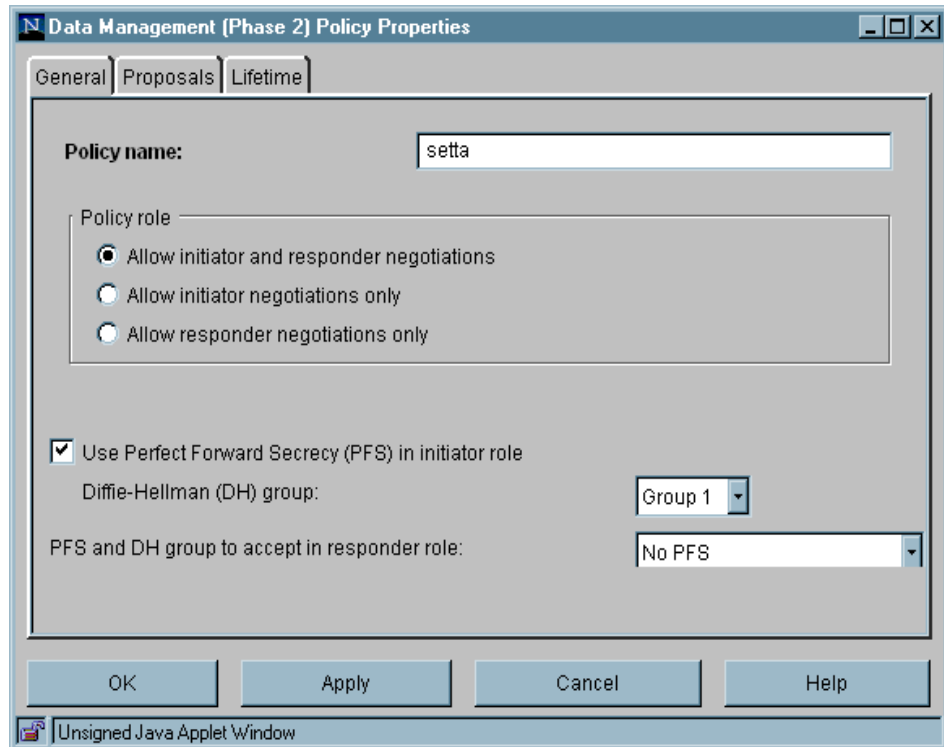 N Data Management (Phase 2) Policy Properties
General Proposals Lifetime
Policy name: setta
Policy role
Allow initiator and responder negotiations
Allow initiator negotiations only
Allow responder negotiations only
Use Perfect Forward Secrecy (PFS) in initiator role
Diffie-Hellman (DH) group: Group 1
PFS and DH group to accept in responder role: No PFS
OK Apply Cancel Help
Unsigned Java Applet Window